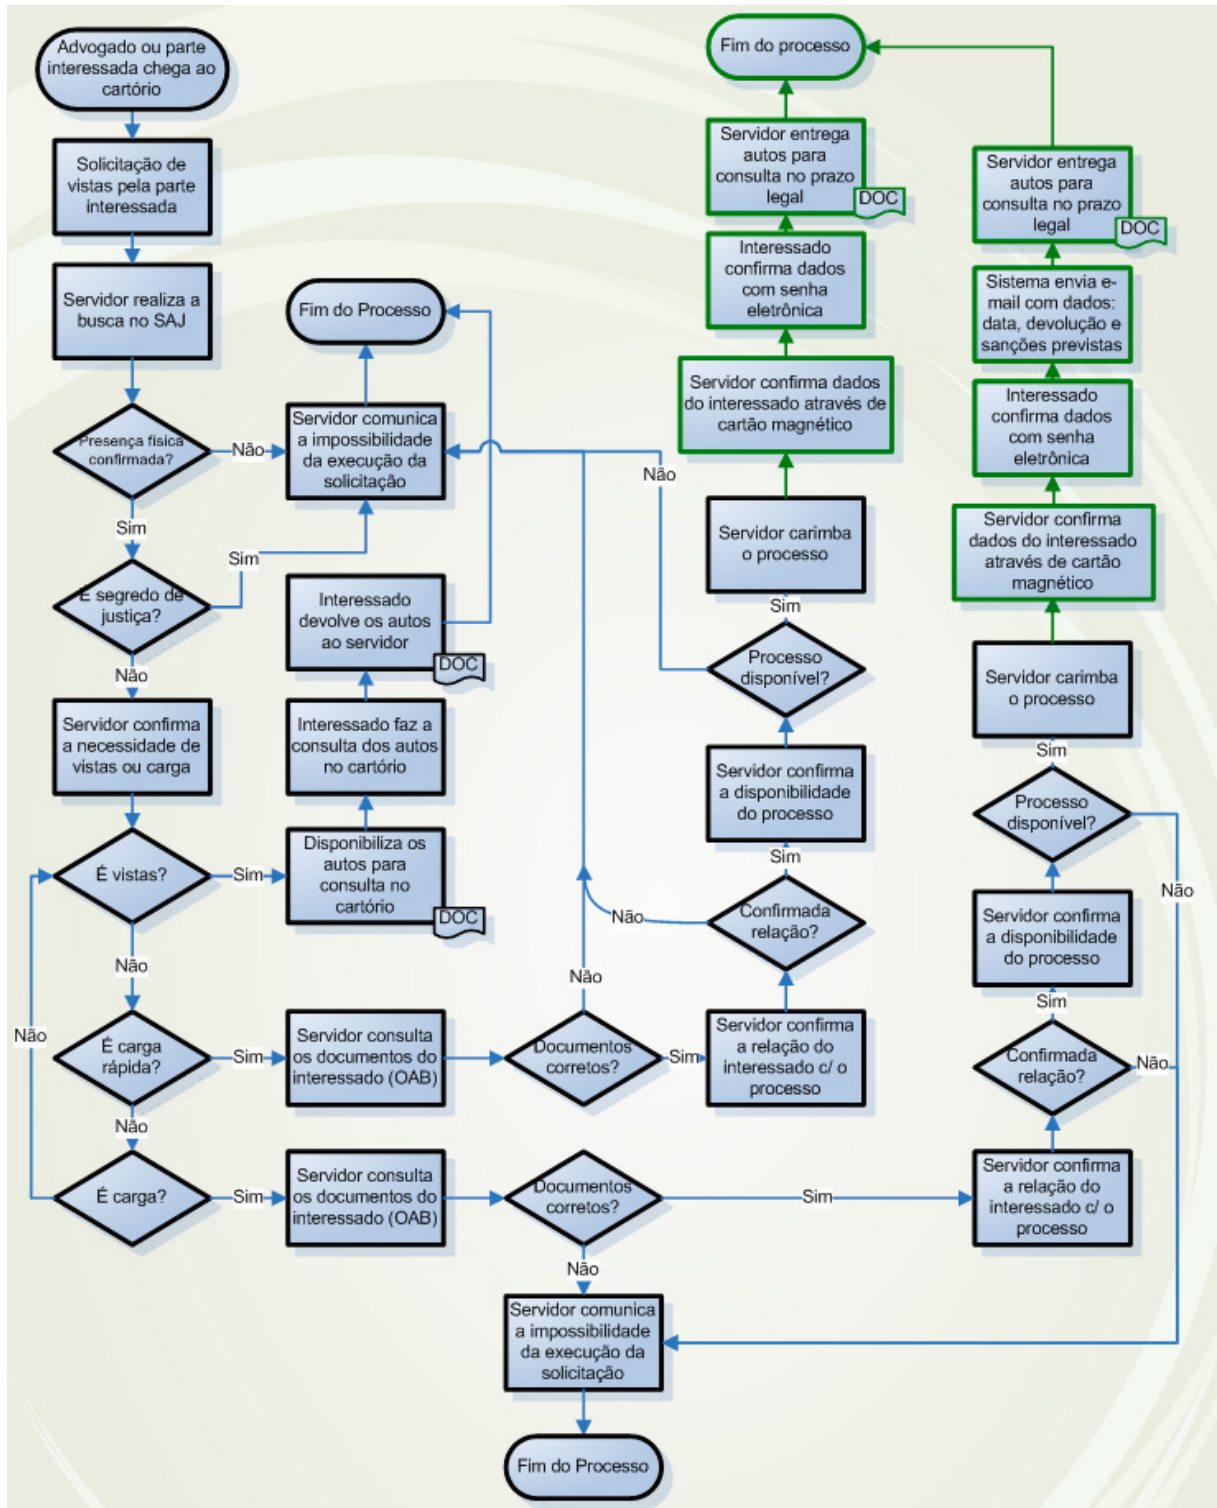 Advogado ou parte
interessada chega ao
cartório
Solicitação de
vistas pela parte
interessada
Servidor realiza a
busca no SAJ
Presença física
confirmada?
Não
Sim
É segredo de
justiça?
Sim
Não
Servidor confirma
a necessidade de
vistas ou carga
É vistas?
Sim
Não
É carga
rápida?
Sim
Não
É carga?
Sim
Não
Fim do Processo
Servidor comunica
a impossibilidade
da execução da
solicitação
Interessado
devolve os autos
ao servidor
DOC
Interessado faz a
consulta dos autos
no cartório
Disponibiliza os
autos para
consulta no
cartório
DOC
Servidor consulta
os documentos do
interessado (OAB)
Documentos
corretos?
Não
Sim
Servidor confirma
a relação do
interessado c/ o
processo
Confirmada
relação?
Não
Sim
Servidor confirma
a disponibilidade
do processo
Processo
disponível?
Não
Sim
Servidor carimba
o processo
Servidor confirma dados
do interessado através de
cartão magnético
Interessado
confirma dados
com senha
eletrônica
Servidor entrega
autos para
consulta no prazo
legal
DOC
Fim do processo
Servidor consulta
os documentos do
interessado (OAB)
Documentos
corretos?
Sim
Não
Servidor comunica
a impossibilidade
da execução da
solicitação
Fim do Processo
Servidor confirma
a relação do
interessado c/ o
processo
Confirmada
relação?
Não
Sim
Servidor confirma
a disponibilidade
do processo
Processo
disponível?
Não
Sim
Servidor carimba
o processo
Servidor confirma
dados do interessado
através de cartão
magnético
Interessado
confirma dados
com senha
eletrônica
Sistema envia e-
mail com dados:
data, devolução e
sanções previstas
Servidor entrega
autos para
consulta no prazo
legal
DOC